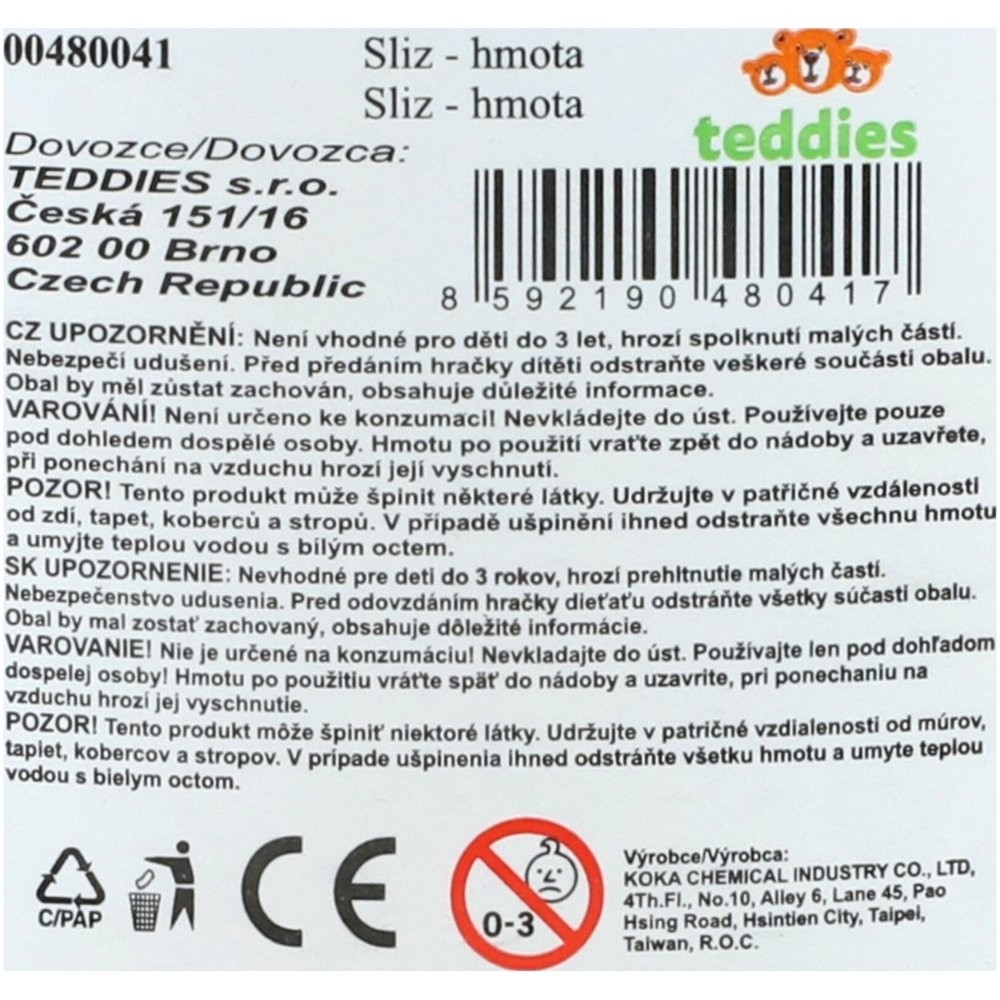 00480041
Sliz - hmota
Sliz - hmota
teddies
Dovozce/Dovozca:
TEDDIES s.r.o.
Česká 151/16
602 00 Brno
Czech Republic
8 592190 480417
CZ UPOZORNĚNÍ: Není vhodné pro děti do 3 let, hrozí spolknutí malých částí.
Nebezpečí udušení. Před předáním hračky dítěti odstraňte veškeré součásti obalu.
Obal by měl zůstat zachován, obsahuje důležité informace.
VAROVÁNÍ! Není určeno ke konzumaci! Nevkládejte do úst. Používejte pouze
pod dohledem dospělé osoby. Hmotu po použití vraťte zpět do nádoby a uzavřete,
při ponechání na vzduchu hrozí její vyschnutí.
POZOR! Tento produkt může špinit některé látky. Udržujte v patřičné vzdálenosti
od zdí, tapet, koberců a stropů. V případě ušpinění ihned odstraňte všechnu hmotu
a umyjte teplou vodou s bílým octem.
SK UPOZORNENIE: Nevhodné pre deti do 3 rokov, hrozí prehltnutie malých častí.
Nebezpečenstvo udusenia. Pred odovzdáním hračky dieťaťu odstráňte všetky súčasti obalu.
Obal by mal zostať zachovaný, obsahuje dôležité informácie.
VAROVANIE! Nie je určené na konzumáciu! Nevkladajte do úst. Používajte len pod dohľadom
dospelej osoby! Hmotu po použitiu vráťte späť do nádoby a uzavrite, pri ponechaniu na
vzduchu hrozí jej vyschnutie.
POZOR! Tento produkt môže špiniť niektoré látky. Udržujte v patričné vzdialenosti od múrov,
tapiet, kobercov a stropov. V prípade ušpinenia ihned odstráňte všetku hmotu a umyte teplou
vodou s bielym octom.
C/PAP
CE
0-3
Výrobce/Výrobca:
KOKA CHEMICAL INDUSTRY CO., LTD,
4Th.Fl., No.10, Alley 6, Lane 45, Pao
Hsing Road, Hsintien City, Taipei,
Taiwan, R.O.C.